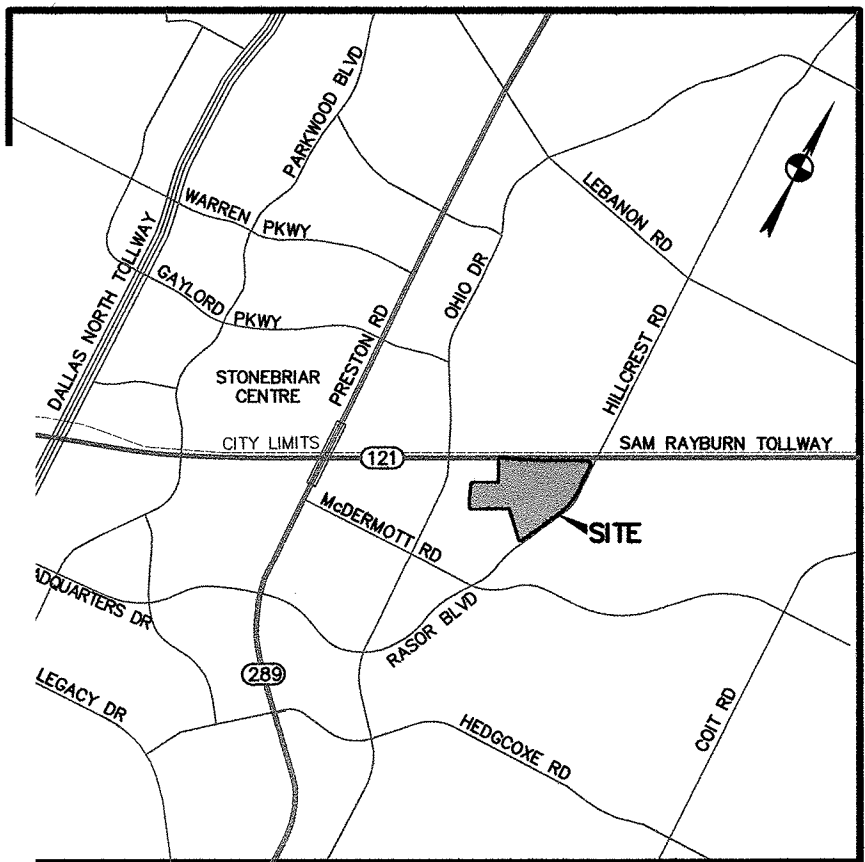 PARKWOOD BLVD
WARREN PKWY
LEBANON RD
DALLAS NORTH TOLLWAY
GAYLORD PKWY
OHIO DR
PRESTON RD
HILLCREST RD
STONEBRIAR
CENTRE
CITY LIMITS
121
SAM RAYBURN TOLLWAY
McDERMOTT RD
SITE
ADQUARTERS DR
RASOR BLVD
289
LEGACY DR
HEDGCOXE RD
COIT RD